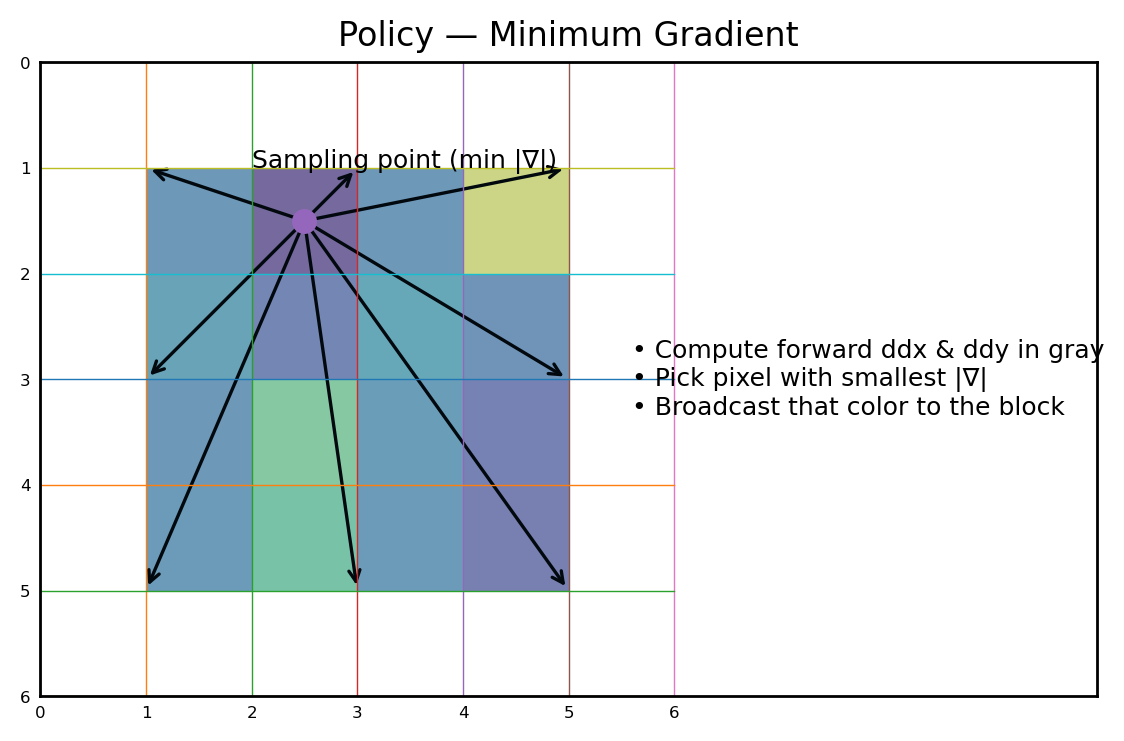 Policy — Minimum Gradient
0
1
2
3
4
5
6
Sampling point (min |∇|)
• Compute forward ddx & ddy in gray
• Pick pixel with smallest |∇|
• Broadcast that color to the block
0 1 2 3 4 5 6